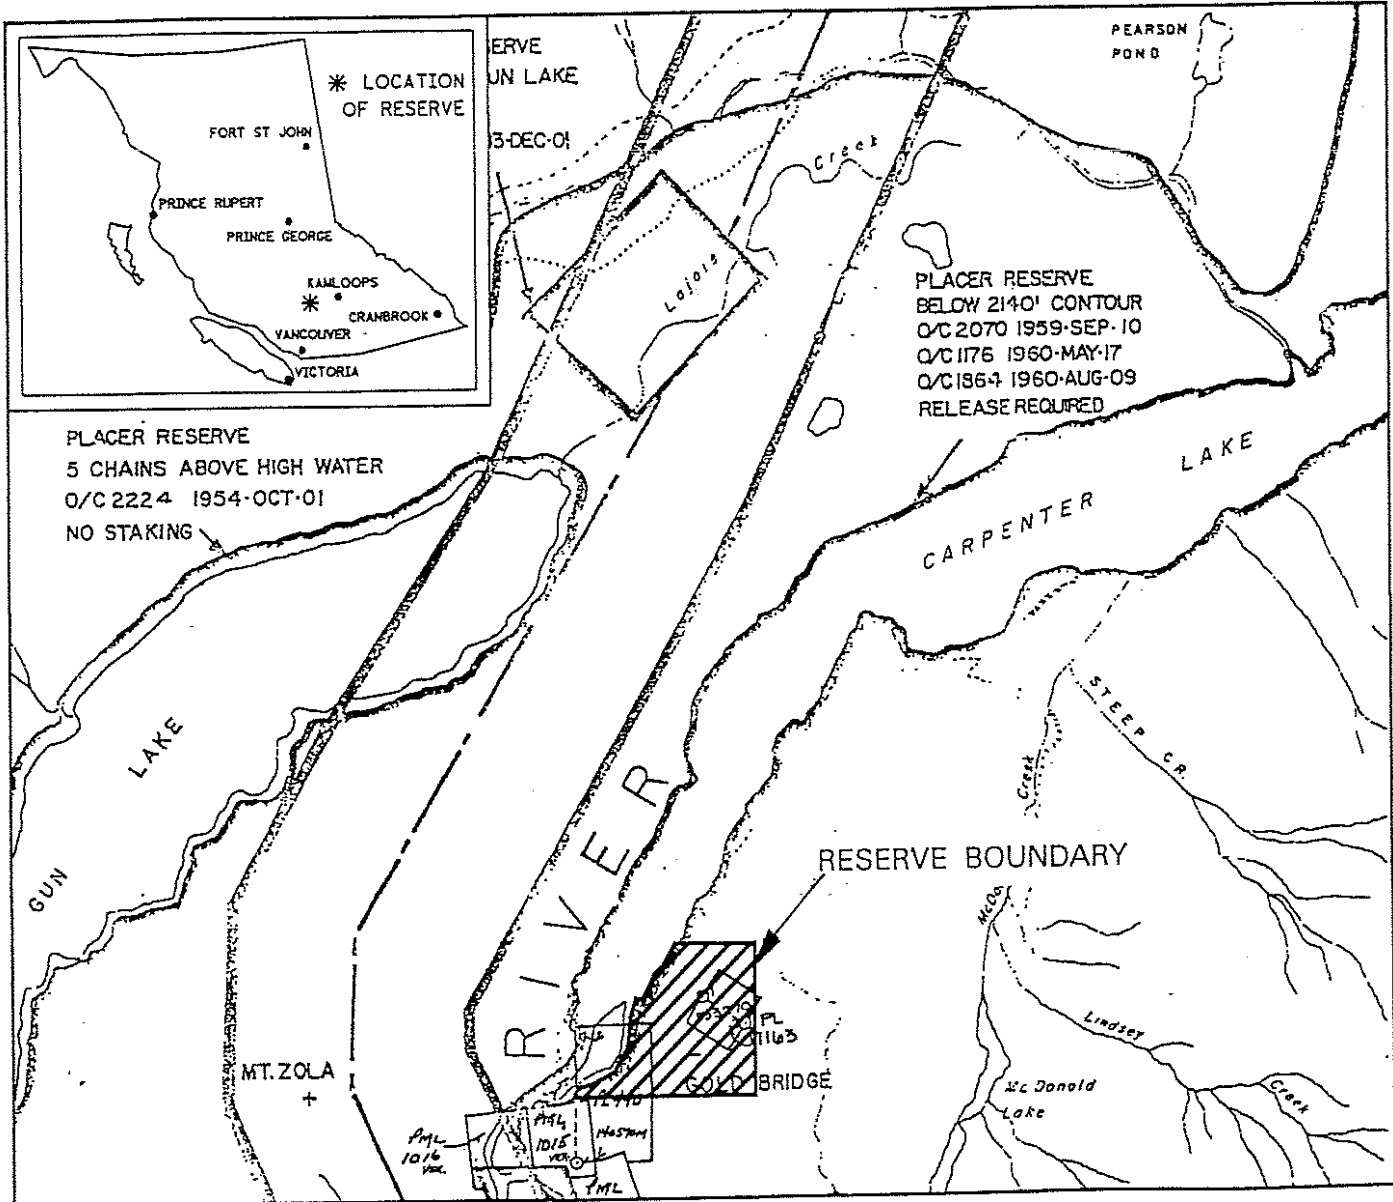 ✳ LOCATION
OF RESERVE
FORT ST JOHN
PRINCE RUPERT
PRINCE GEORGE
KAMLOOPS
CRANBROOK
VANCOUVER
VICTORIA
ERVE
UN LAKE
3-DEC-01
PEARSON
POND
Creek
Lajoie
PLACER RESERVE
BELOW 2140' CONTOUR
O/C 2070 1959-SEP-10
O/C 1176 1960-MAY-17
O/C 1864 1960-AUG-09
RELEASE REQUIRED
PLACER RESERVE
5 CHAINS ABOVE HIGH WATER
O/C 2224 1954-OCT-01
NO STAKING
CARPENTER LAKE
GUN LAKE
STEEP CR.
Creek
RIVER
RESERVE BOUNDARY
McDo
PL
1163
GOLD BRIDGE
MT. ZOLA
Lindsey
Creek
McDonald
Lake
PML
1016
PML
1015
PML